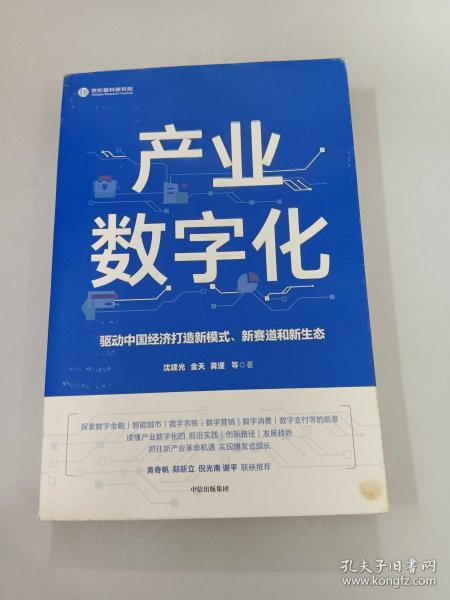 京东数科研究院
产业
数字化
驱动中国经济打造新模式、新赛道和新生态
沈建光 金天 龚谨 等◎著
探索数字金融|智能城市|数字农牧|数字营销|数字消费|数字支付等的前景
读懂产业数字化的 前沿实践|创新路径|发展趋势
抓住新产业革命机遇 实现爆发式增长
黄奇帆 郑新立 倪光南 谢平 联袂推荐
中信出版集团
孔夫子旧书网
www.kongfz.com